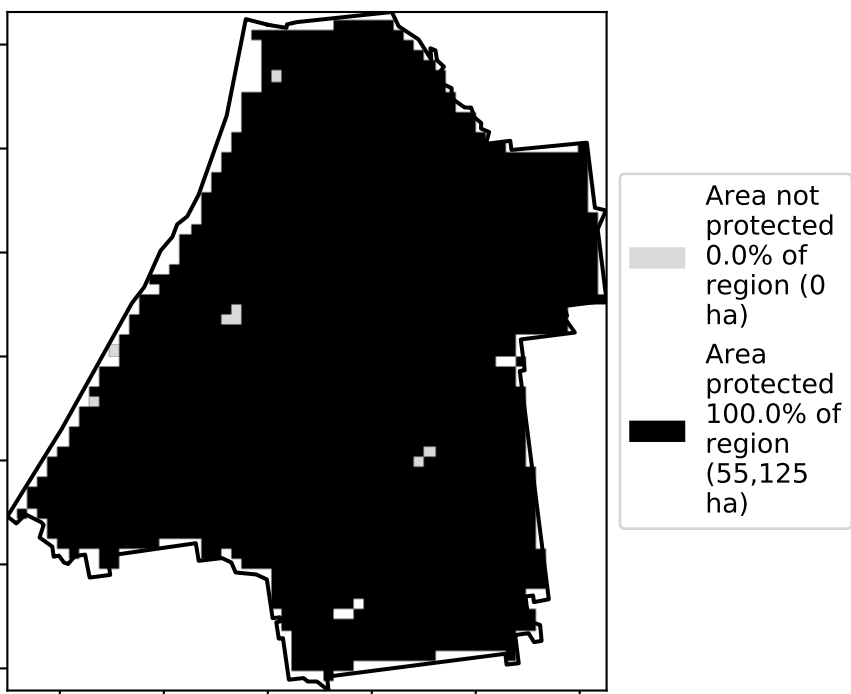 Area not
protected
0.0% of
region (0
ha)
Area
protected
100.0% of
region
(55,125
ha)